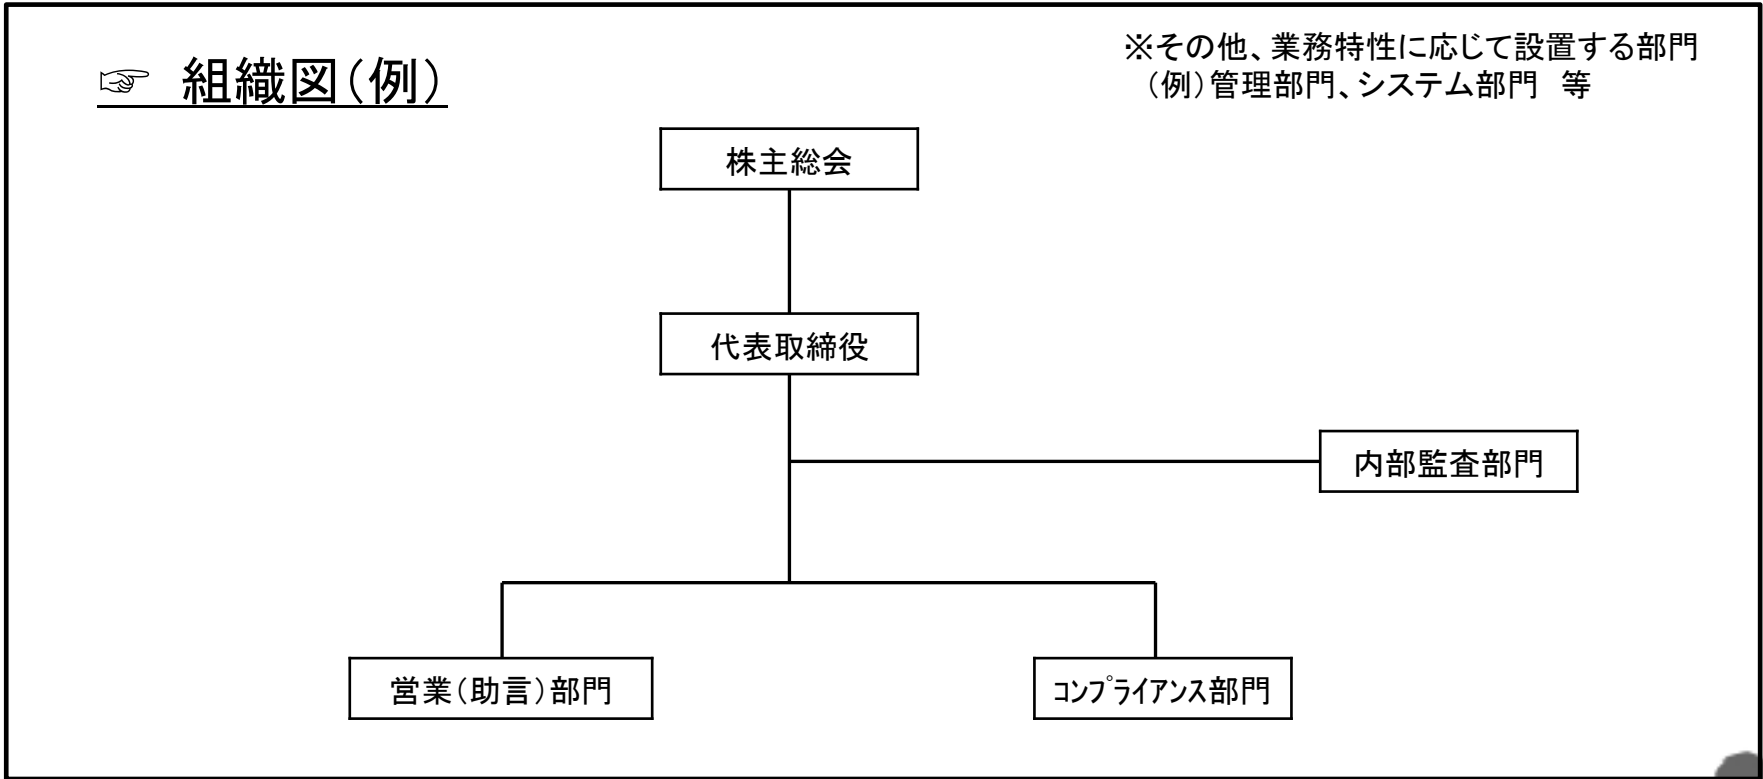 ☞ 組織図(例)
※その他、業務特性に応じて設置する部門
(例)管理部門、システム部門 等
株主総会
代表取締役
内部監査部門
営業(助言)部門
ｺﾝﾌﾟﾗｲｱﾝｽ部門